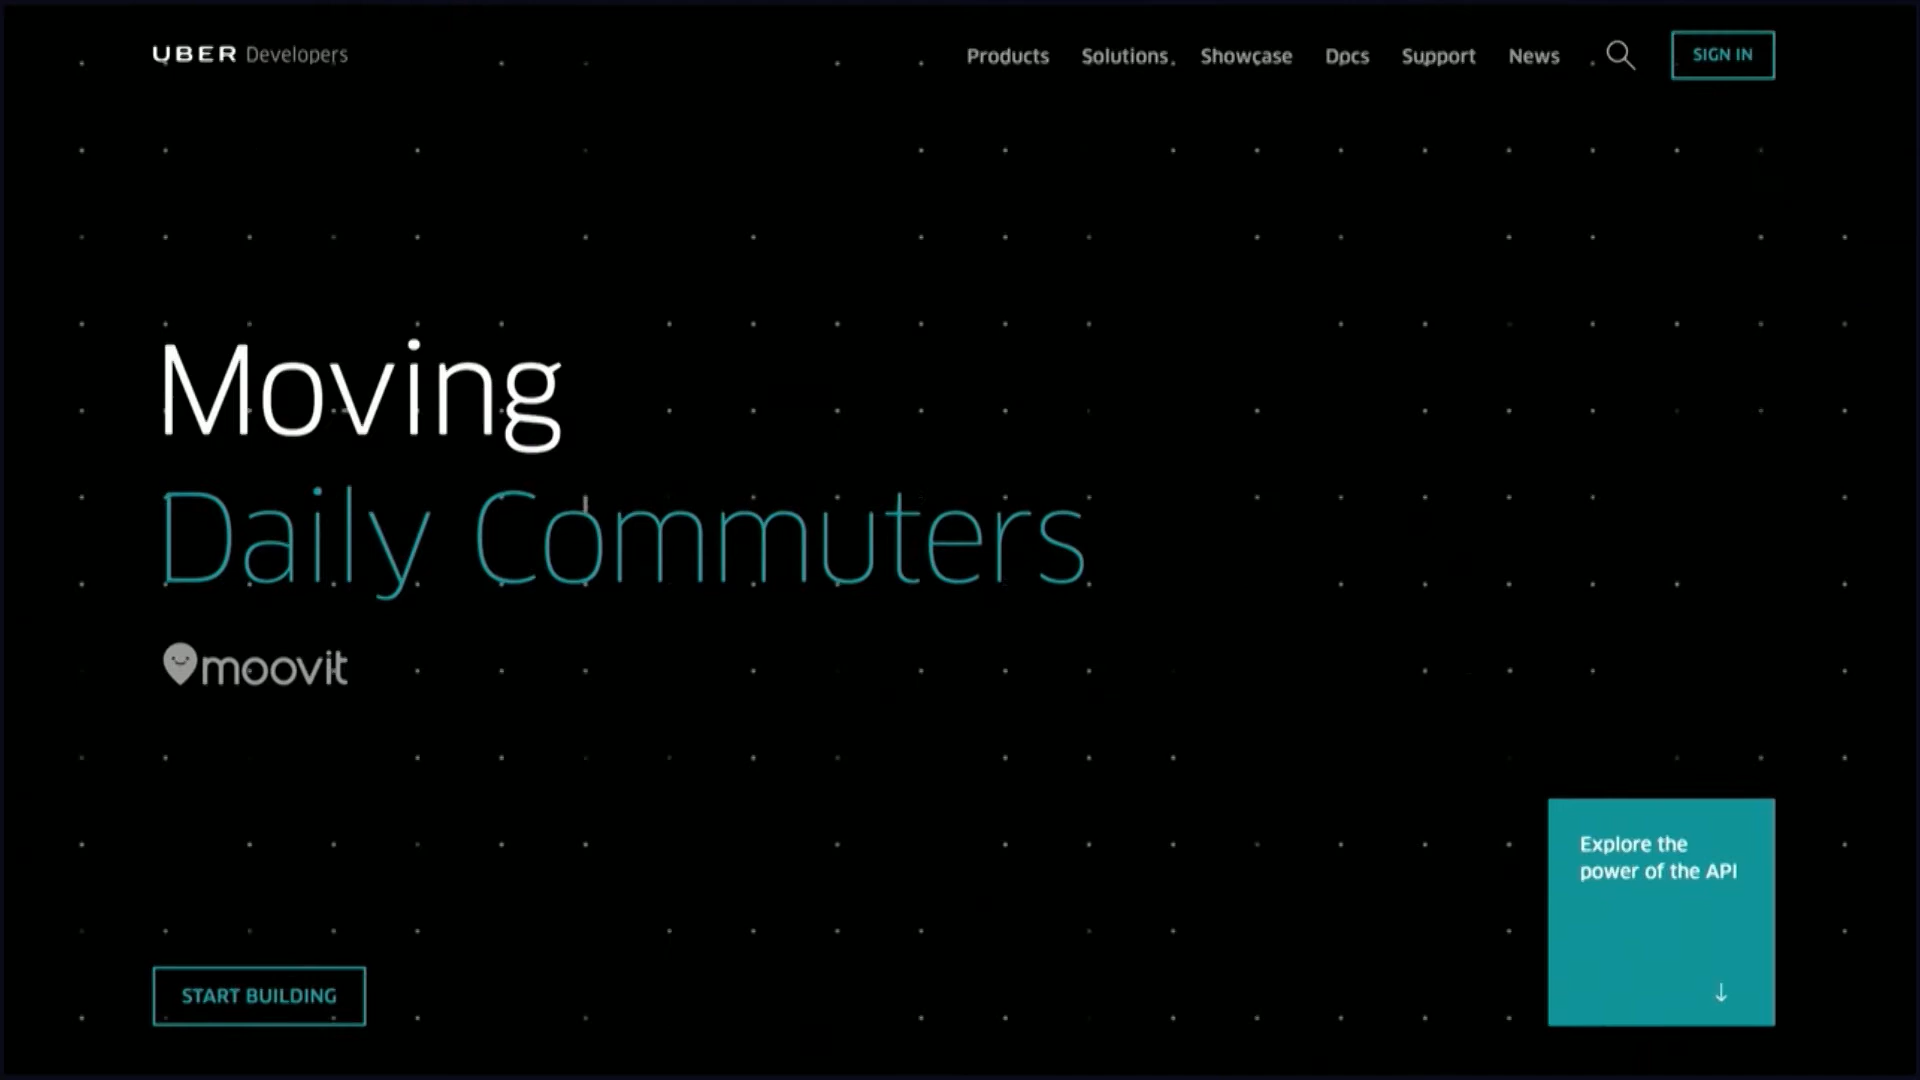 UBER Developers
Products Solutions Showcase Docs Support News SIGN IN
Moving
Daily Commuters
moovit
Explore the
power of the API
START BUILDING